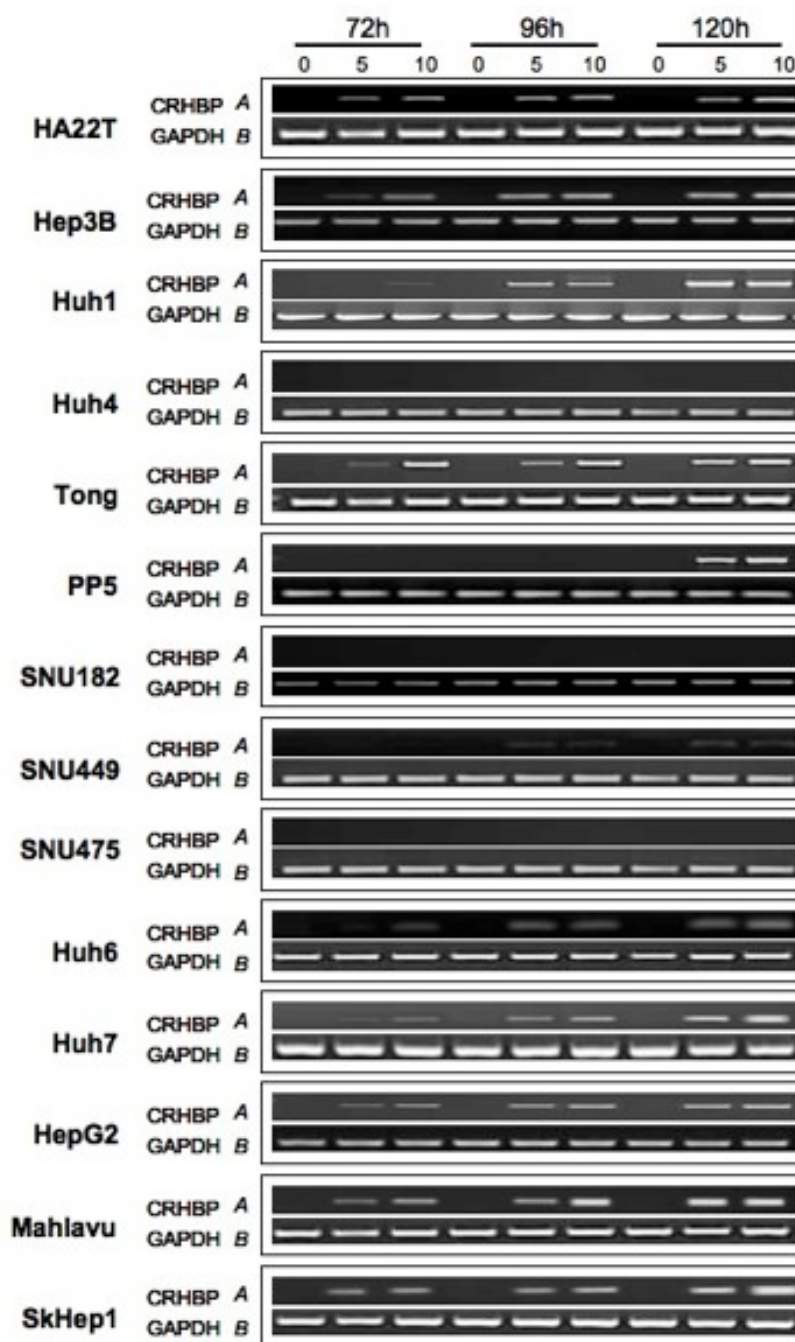 72h 96h 120h
0 5 10 0 5 10 0 5 10
CRHBP A
HA22T
GAPDH B
CRHBP A
Hep3B
GAPDH B
CRHBP A
Huh1
GAPDH B
CRHBP A
Huh4
GAPDH B
CRHBP A
Tong
GAPDH B
CRHBP A
PP5
GAPDH B
CRHBP A
SNU182
GAPDH B
CRHBP A
SNU449
GAPDH B
CRHBP A
SNU475
GAPDH B
CRHBP A
Huh6
GAPDH B
CRHBP A
Huh7
GAPDH B
CRHBP A
HepG2
GAPDH B
CRHBP A
Mahlavu
GAPDH B
CRHBP A
SkHep1
GAPDH B